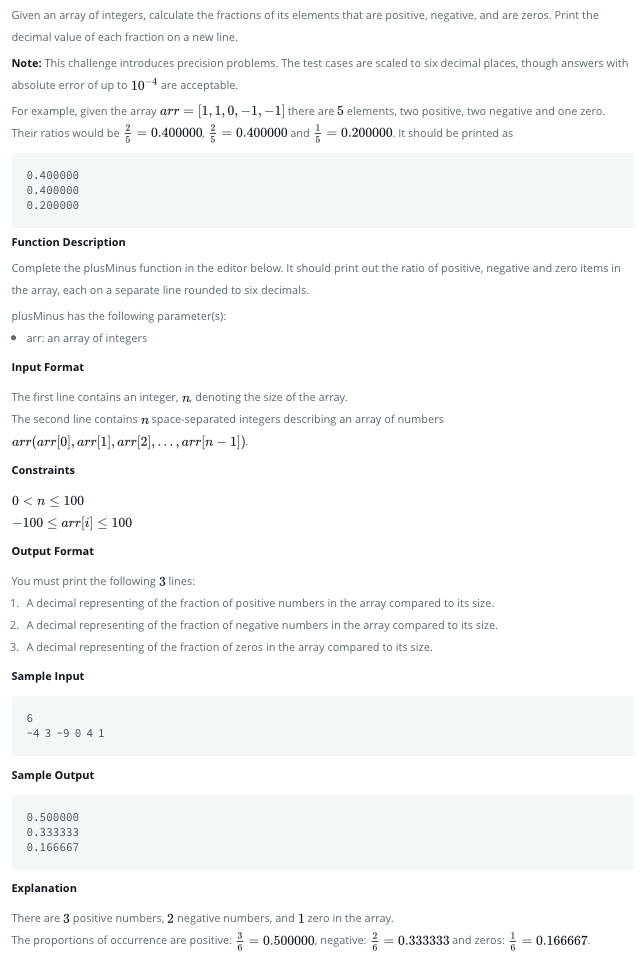 Given an array of integers, calculate the fractions of its elements that are positive, negative, and are zeros. Print the
decimal value of each fraction on a new line.
Note: This challenge introduces precision problems. The test cases are scaled to six decimal places, though answers with
absolute error of up to 10⁻⁴ are acceptable.
For example, given the array arr = [1, 1, 0, −1, −1] there are 5 elements, two positive, two negative and one zero.
Their ratios would be 2/5 = 0.400000, 2/5 = 0.400000 and 1/5 = 0.200000. It should be printed as
0.400000
0.400000
0.200000
Function Description
Complete the plusMinus function in the editor below. It should print out the ratio of positive, negative and zero items in
the array, each on a separate line rounded to six decimals.
plusMinus has the following parameter(s):
• arr: an array of integers
Input Format
The first line contains an integer, n, denoting the size of the array.
The second line contains n space-separated integers describing an array of numbers
arr(arr[0], arr[1], arr[2], . . . , arr[n − 1]).
Constraints
0 < n ≤ 100
−100 ≤ arr[i] ≤ 100
Output Format
You must print the following 3 lines:
1. A decimal representing of the fraction of positive numbers in the array compared to its size.
2. A decimal representing of the fraction of negative numbers in the array compared to its size.
3. A decimal representing of the fraction of zeros in the array compared to its size.
Sample Input
6
-4 3 -9 0 4 1
Sample Output
0.500000
0.333333
0.166667
Explanation
There are 3 positive numbers, 2 negative numbers, and 1 zero in the array.
The proportions of occurrence are positive: 3/6 = 0.500000, negative: 2/6 = 0.333333 and zeros: 1/6 = 0.166667.